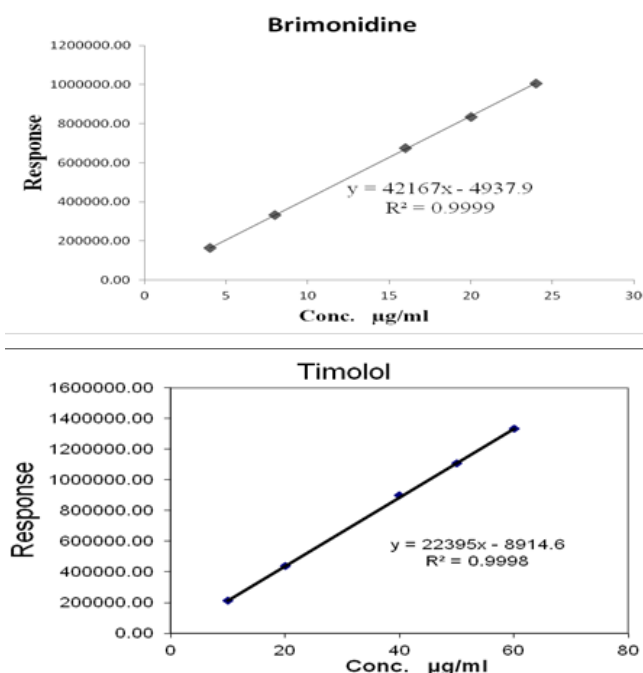 Brimonidine
1200000.00
1000000.00
800000.00
600000.00
400000.00
200000.00
0.00
Response
y = 42167x - 4937.9
R² = 0.9999
0 5 10 15 20 25 30
Conc. µg/ml
Timolol
1600000.00
1400000.00
1200000.00
1000000.00
800000.00
600000.00
400000.00
200000.00
0.00
Response
y = 22395x - 8914.6
R² = 0.9998
0 20 40 60 80
Conc. µg/ml